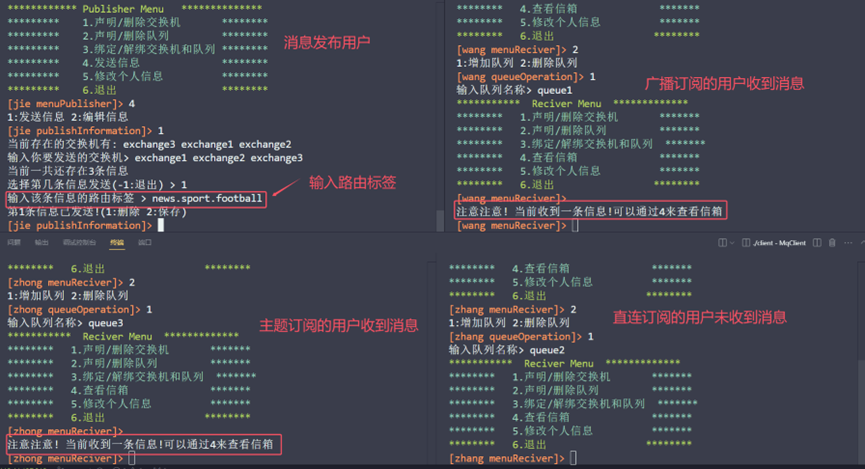 ************ Publisher Menu ***************
********* 1.声明/删除交换机 ********
********* 2.声明/删除队列 ********
********* 3.绑定/解绑交换机和队列 ********
********* 4.发送信息 ********
********* 5.修改个人信息 ********
********* 6.退出 ********
[jie menuPublisher]> 4
1:发送信息 2:编辑信息
[jie publishInformation]> 1
当前存在的交换机有: exchange3 exchange1 exchange2
输入你要发送的交换机> exchange1 exchange2 exchange3
当前一共还存在3条信息
选择第几条信息发送(-1:退出) > 1
输入该条信息的路由标签 > news.sport.football
第1条信息已发送!(1:删除 2:保存)
[jie publishInformation]>
消息发布用户
输入路由标签
******** 4.查看信箱 *******
******** 5.修改个人信息 *******
******** 6.退出 ********
[wang menuReciver]> 2
1:增加队列 2:删除队列
[wang queueOperation]> 1
输入队列名称> queue1
*********** Reciver Menu *************
******** 1.声明/删除交换机 *******
******** 2.声明/删除队列 *******
******** 3.绑定/解绑交换机和队列 *******
******** 4.查看信箱 *******
******** 5.修改个人信息 *******
******** 6.退出 ********
[wang menuReciver]>
注意注意! 当前收到一条信息!可以通过4来查看信箱
[wang menuReciver]>
广播订阅的用户收到消息
问题 输出 调试控制台 终端 端口
./client - MqClient
******** 6.退出 ********
[zhong menuReciver]> 2
1:增加队列 2:删除队列
[zhong queueOperation]> 1
输入队列名称> queue3
*********** Reciver Menu *************
******** 1.声明/删除交换机 *******
******** 2.声明/删除队列 *******
******** 3.绑定/解绑交换机和队列 *******
******** 4.查看信箱 *******
******** 5.修改个人信息 *******
******** 6.退出 ********
[zhong menuReciver]>
注意注意! 当前收到一条信息!可以通过4来查看信箱
[zhong menuReciver]>
主题订阅的用户收到消息
******** 4.查看信箱 *******
******** 5.修改个人信息 *******
******** 6.退出 ********
[zhang menuReciver]> 2
1:增加队列 2:删除队列
[zhang queueOperation]> 1
输入队列名称> queue2
*********** Reciver Menu *************
******** 1.声明/删除交换机 *******
******** 2.声明/删除队列 *******
******** 3.绑定/解绑交换机和队列 *******
******** 4.查看信箱 *******
******** 5.修改个人信息 *******
******** 6.退出 ********
[zhang menuReciver]>
直连订阅的用户未收到消息